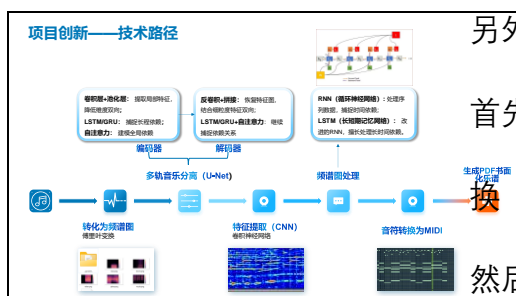 项目创新——技术路径
卷积层+池化层：提取局部特征，
降低维度双向；
LSTM/GRU：捕捉长程依赖；
自注意力：建模全局依赖
编码器
反卷积+拼接：恢复特征图，
结合细粒度特征双向；
LSTM/GRU+自注意力：继续
捕捉依赖关系
解码器
RNN（循环神经网络）：处理序
列数据，捕捉时间依赖；
LSTM（长短期记忆网络）：改
进的RNN，擅长处理长时间依赖。
多轨音乐分离（U-Net）
频谱图处理
生成PDF书面
化乐谱
转化为频谱图
傅里叶变换
特征提取（CNN）
卷积神经网络
音符转换为MIDI
另外
首先
换
然后